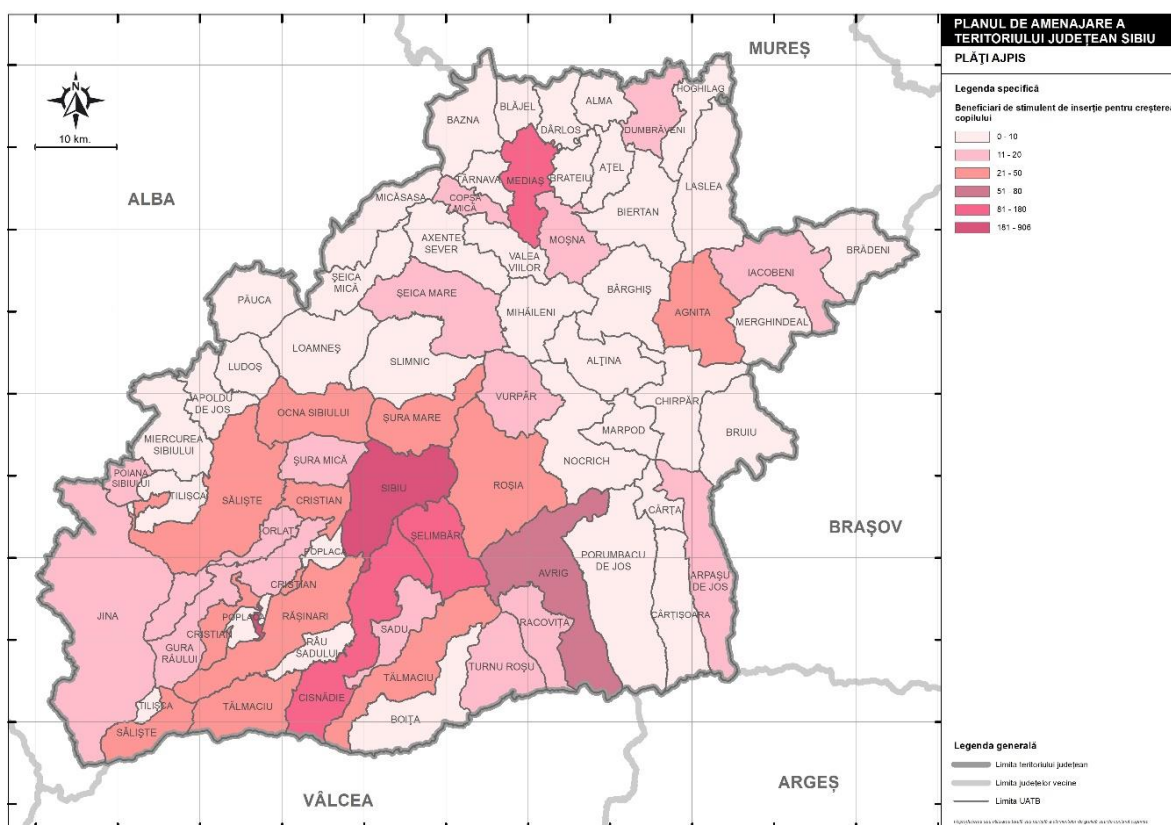 PLANUL DE AMENAJARE A
TERITORIULUI JUDEȚEAN SIBIU
PLĂȚI AJPIS
Legenda specifică
Beneficiari de stimulent de inserție pentru creșterea
copilului
0 - 10
11 - 20
21 - 50
51 - 80
81 - 180
181 - 906
N
10 km.
MUREȘ
ALBA
BRAȘOV
ARGEȘ
VÂLCEA
HOGHILAG
ALMA
BLĂJEL
BAZNA
DÂRLOS
DUMBRĂVENI
TÂRNAVA
MEDIAȘ
BRATEIU
AȚEL
LASLEA
MICĂSASA
COPȘA
MICĂ
BIERTAN
AXENTE
SEVER
MOȘNA
VALEA
VIILOR
BRĂDENI
IACOBENI
ȘEICA
MICĂ
ȘEICA MARE
BÂRGHIȘ
PĂUCA
MIHĂILENI
AGNITA
MERGHINDEAL
LOAMNEȘ
SLIMNIC
ALȚINA
LUDOȘ
APOLDU
DE JOS
VURPĂR
CHIRPĂR
OCNA SIBIULUI
ȘURA MARE
MARPOD
BRUIU
MIERCUREA
SIBIULUI
ȘURA MICĂ
NOCRICH
POIANA
SIBIULUI
TILIȘCA
SĂLIȘTE
CRISTIAN
SIBIU
ROȘIA
CÂRȚA
ORLAT
ȘELIMBĂR
POPLACA
PORUMBACU
DE JOS
AVRIG
ARPAȘU
DE JOS
CRISTIAN
JINA
POPLACA
RĂȘINARI
CÂRȚIȘOARA
RACOVIȚA
CRISTIAN
SADU
GURA
RÂULUI
RÂU
SADULUI
TURNU ROȘU
TĂLMACIU
CISNĂDIE
TILIȘCA
TĂLMACIU
BOIȚA
SĂLIȘTE
Legenda generală
Limita teritoriului județean
Limita județelor vecine
Limita UATB